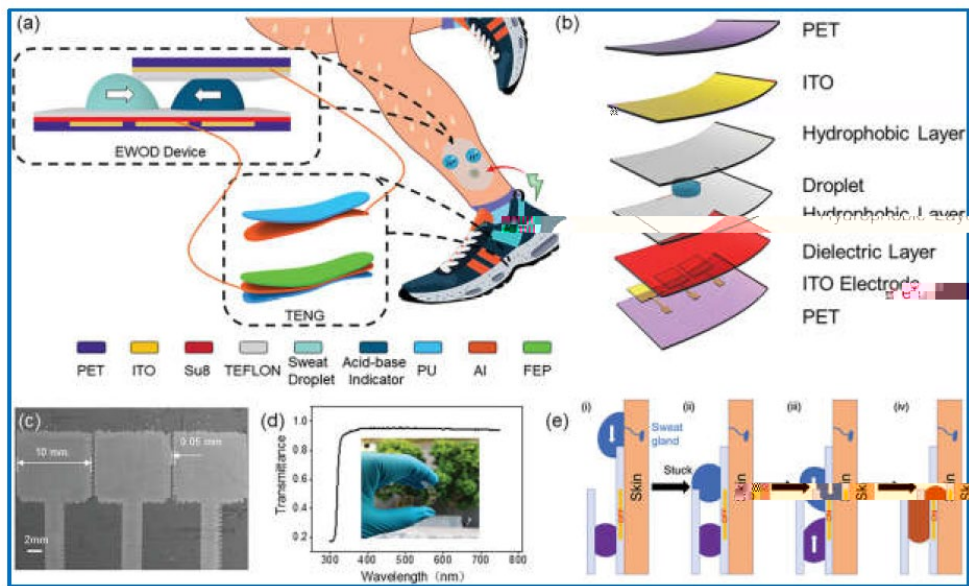 (a)
EWOD Device
TENG
PET
ITO
Su8
TEFLON
Sweat
Droplet
Acid-base
Indicator
PU
Al
FEP
(b)
PET
ITO
Hydrophobic Layer
Droplet
Dielectric Layer
ITO Electrode
PET
(c)
10 mm
0.05 mm
2mm
(d)
Transmittance
1.0
0.8
0.6
0.4
0.2
300 400 500 600 700 800
Wavelength (nm)
(e)
(i)
(ii)
(iii)
(iv)
Sweat
gland
Stuck
Skin
Skin